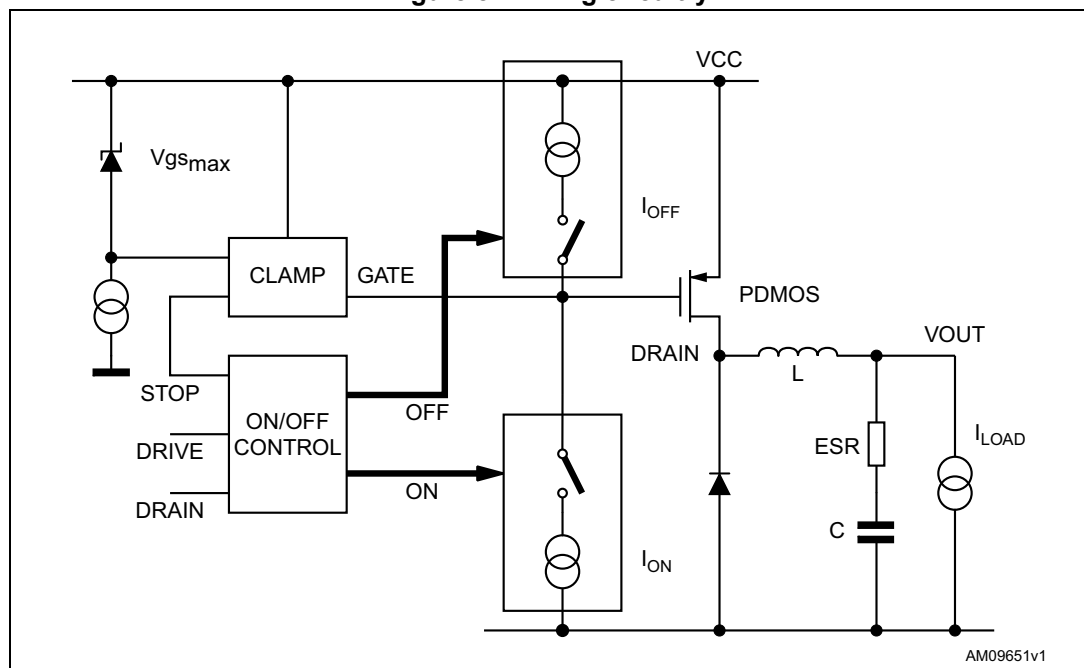 VCC
Vgsmax
IOFF
CLAMP
GATE
PDMOS
DRAIN
VOUT
L
STOP
OFF
ON/OFF
CONTROL
DRIVE
ESR
ILOAD
ON
DRAIN
C
ION
AM09651v1